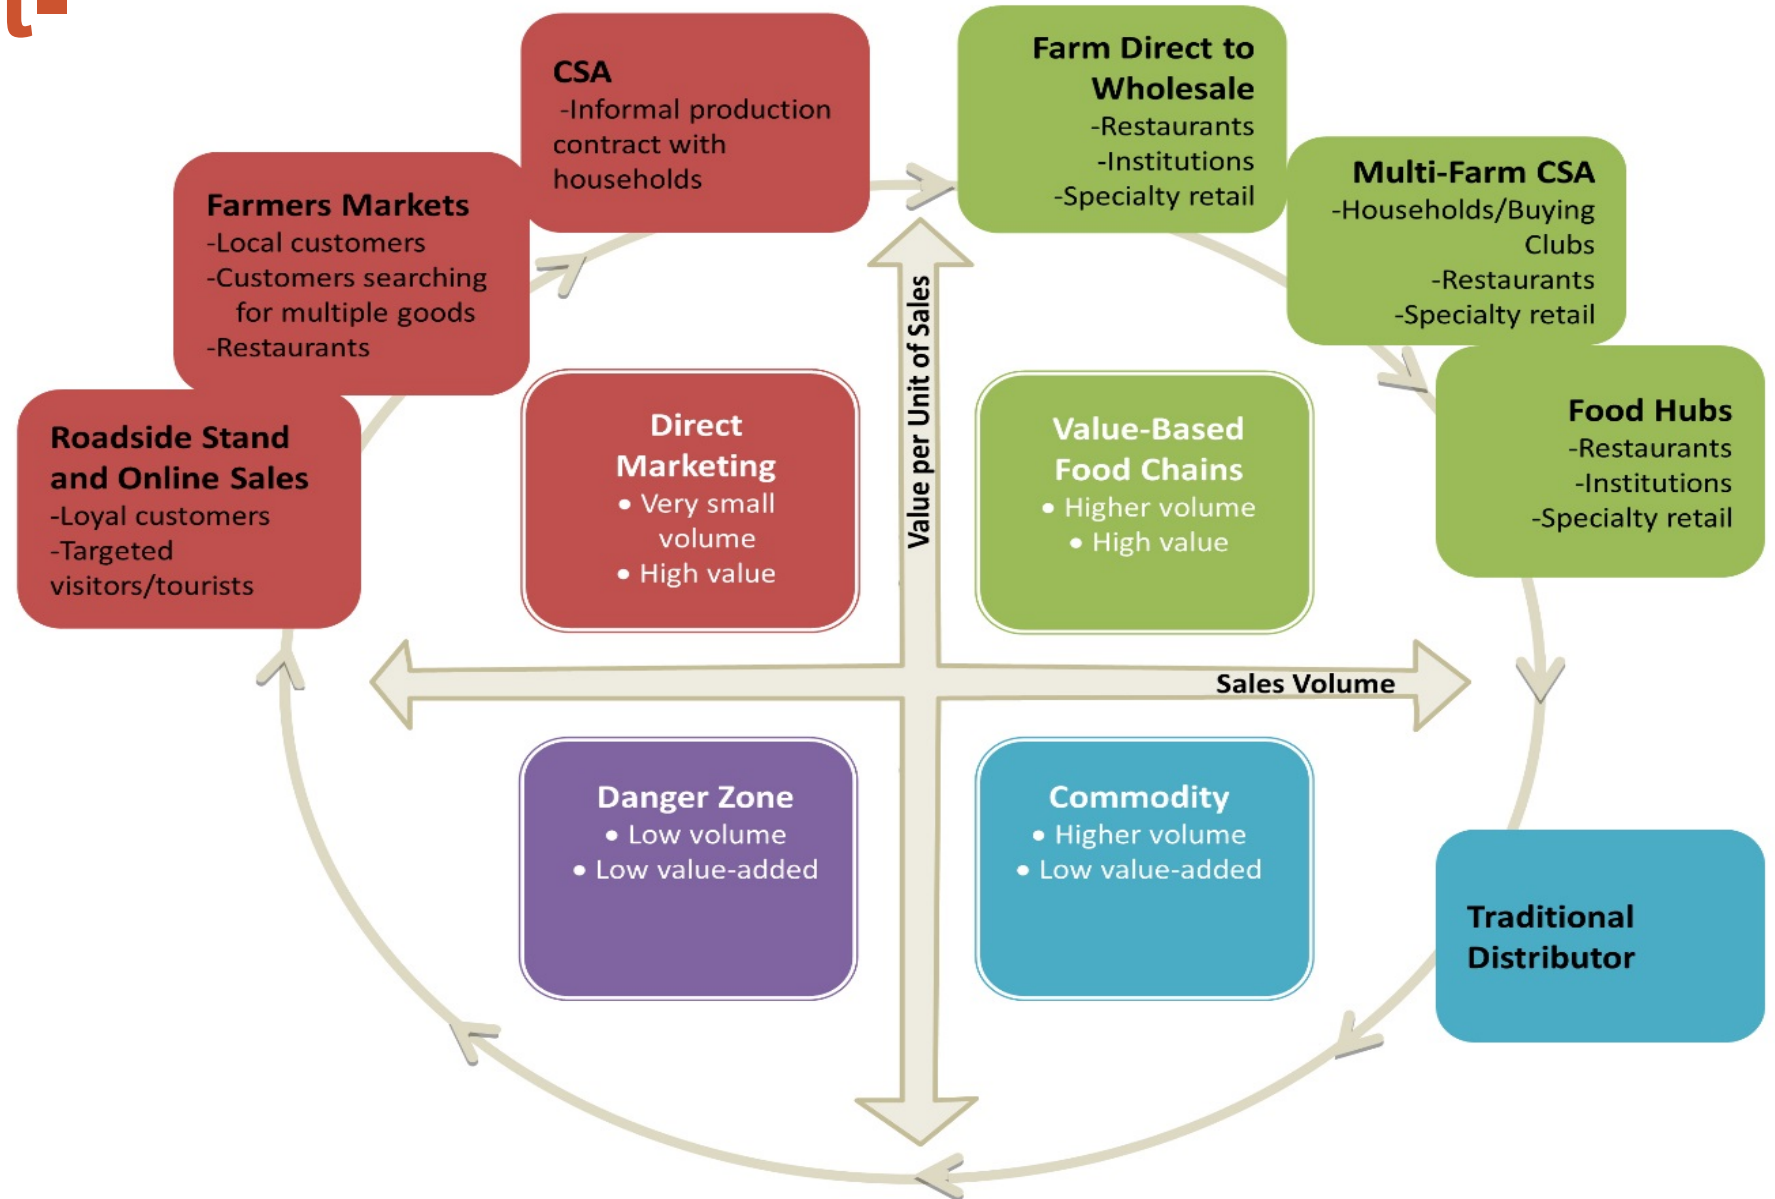 CSA
-Informal production
contract with
households
Farm Direct to
Wholesale
-Restaurants
-Institutions
-Specialty retail
Farmers Markets
-Local customers
-Customers searching
for multiple goods
-Restaurants
Multi-Farm CSA
-Households/Buying
Clubs
-Restaurants
-Specialty retail
Roadside Stand
and Online Sales
-Loyal customers
-Targeted
visitors/tourists
Direct
Marketing
• Very small
volume
• High value
Value per Unit of Sales
Value-Based
Food Chains
• Higher volume
• High value
Food Hubs
-Restaurants
-Institutions
-Specialty retail
Sales Volume
Danger Zone
• Low volume
• Low value-added
Commodity
• Higher volume
• Low value-added
Traditional
Distributor